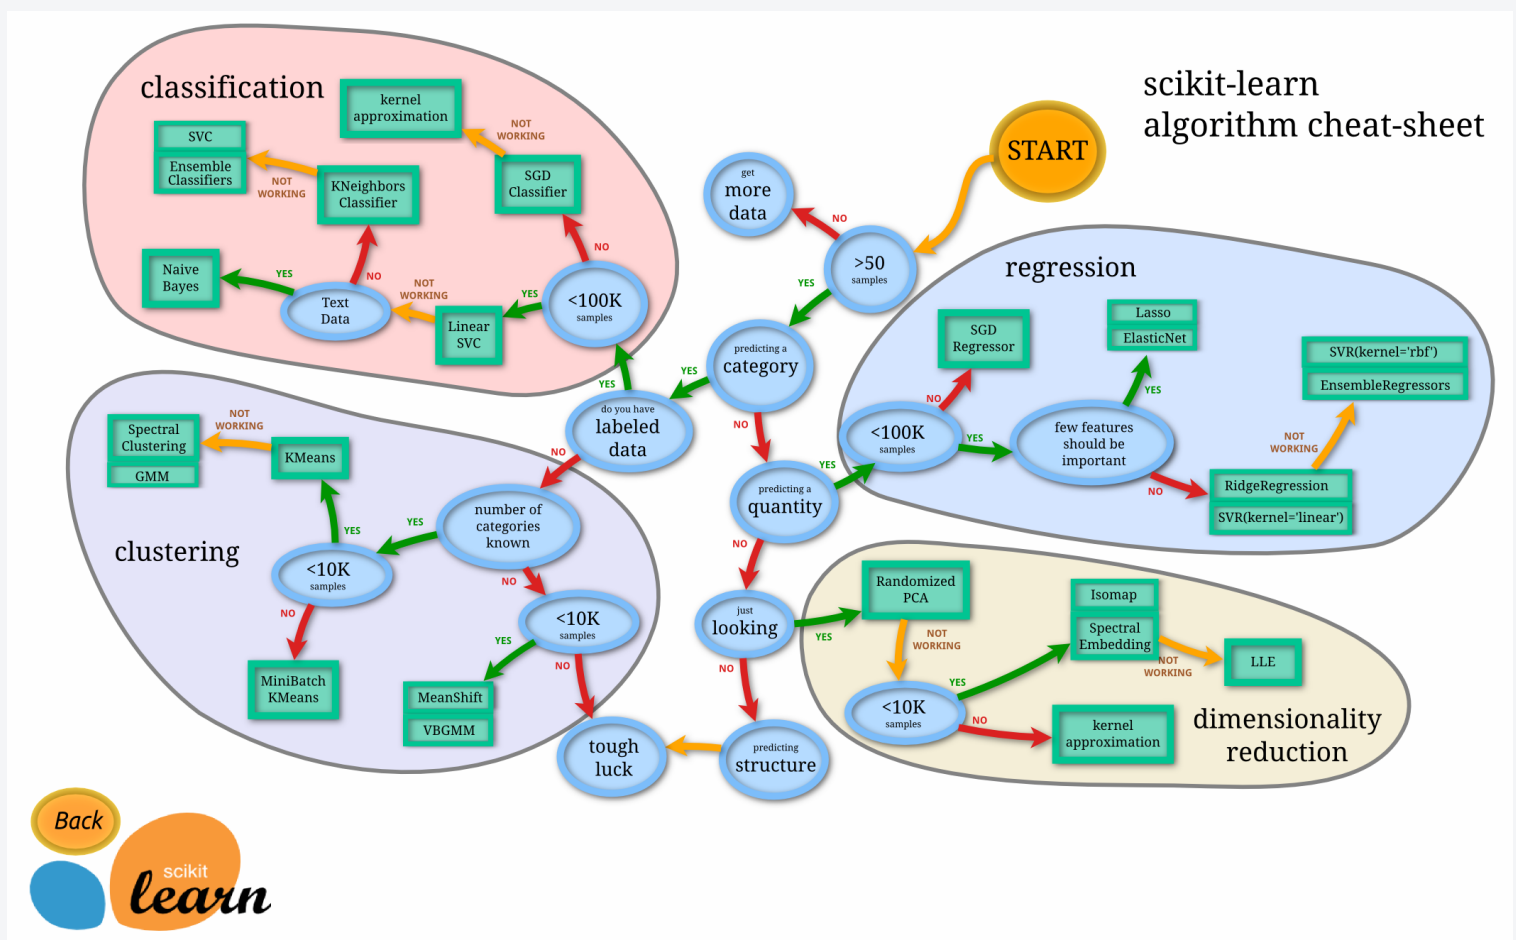 scikit-learn
algorithm cheat-sheet
START
>50
samples
NO
get
more
data
YES
predicting a
category
YES
do you have
labeled
data
YES
classification
<100K
samples
NO
SGD
Classifier
NOT
WORKING
kernel
approximation
YES
Linear
SVC
NOT
WORKING
Text
Data
YES
Naive
Bayes
NO
KNeighbors
Classifier
NOT
WORKING
SVC
Ensemble
Classifiers
NO
clustering
number of
categories
known
YES
<10K
samples
YES
KMeans
NOT
WORKING
Spectral
Clustering
GMM
NO
MiniBatch
KMeans
NO
<10K
samples
YES
MeanShift
VBGMM
NO
tough
luck
NO
predicting a
quantity
YES
regression
<100K
samples
NO
SGD
Regressor
YES
few features
should be
important
YES
Lasso
ElasticNet
NO
RidgeRegression
SVR(kernel='linear')
NOT
WORKING
SVR(kernel='rbf')
EnsembleRegressors
NO
just
looking
YES
dimensionality
reduction
Randomized
PCA
NOT
WORKING
<10K
samples
YES
Isomap
Spectral
Embedding
NOT
WORKING
LLE
NO
kernel
approximation
NO
predicting
structure
Back
scikit
learn